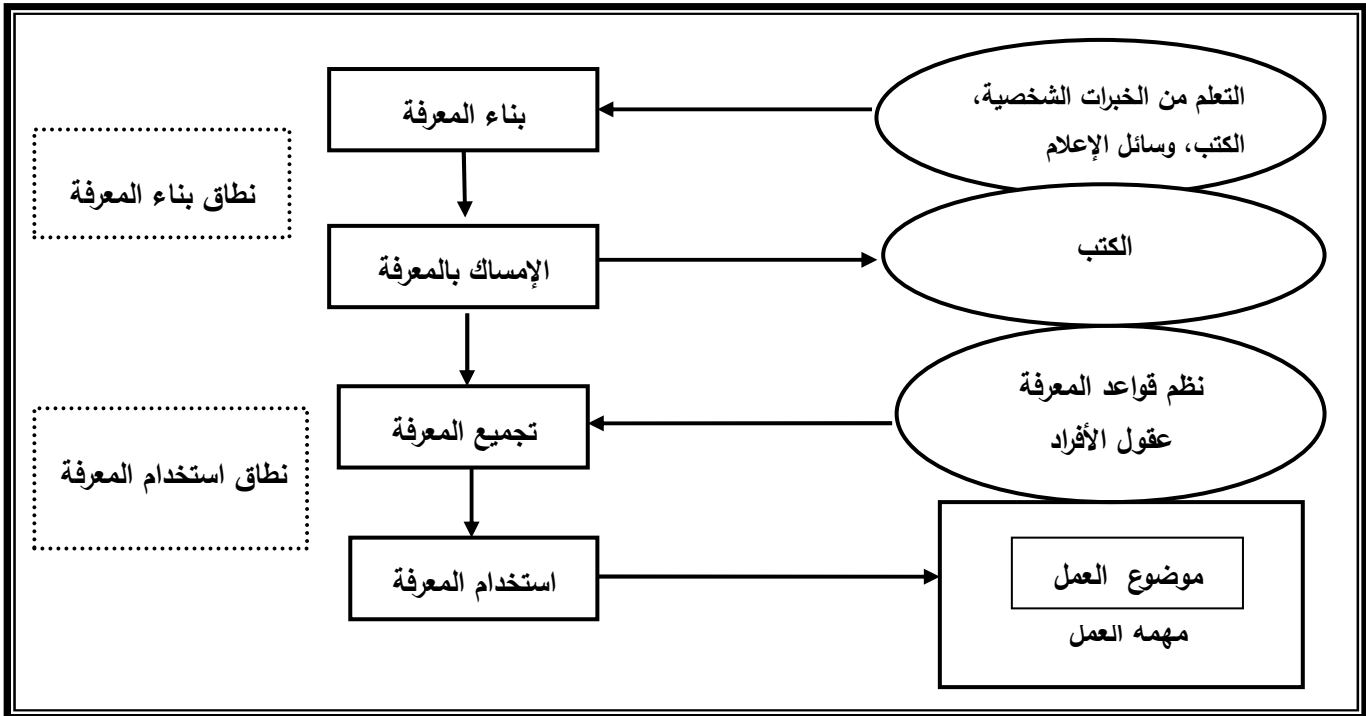 التعلم من الخبرات الشخصية،
الكتب، وسائل الإعلام
بناء المعرفة
نطاق بناء المعرفة
الكتب
الإمساك بالمعرفة
نظم قواعد المعرفة
عقول الأفراد
تجميع المعرفة
نطاق استخدام المعرفة
موضوع العمل
مهمه العمل
استخدام المعرفة